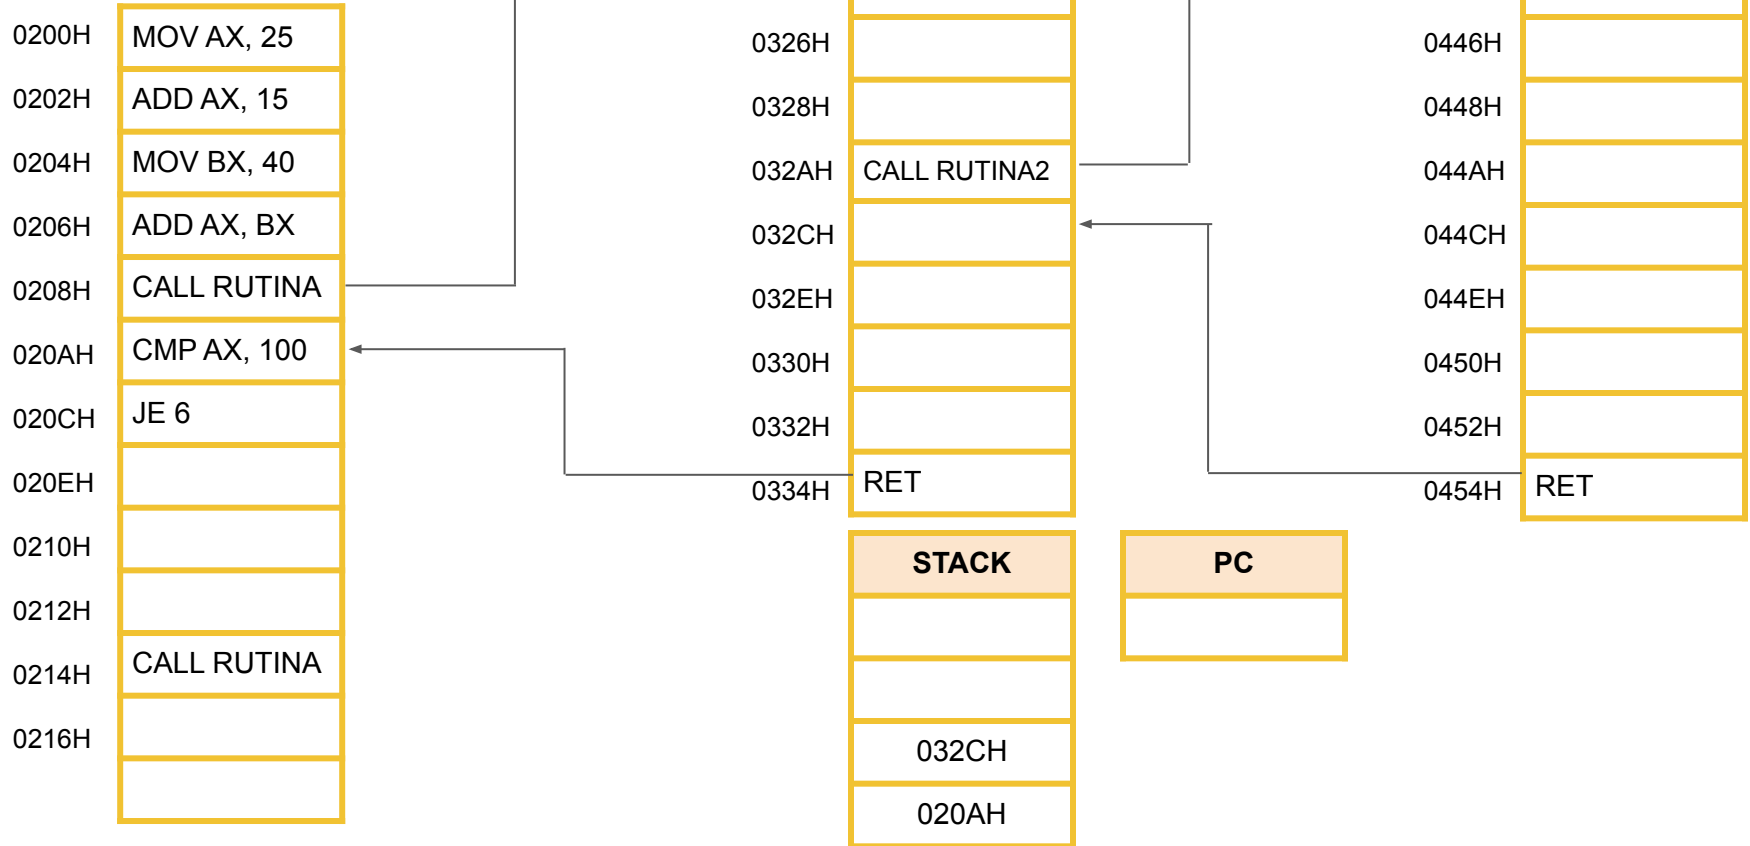 0200H MOV AX, 25
0202H ADD AX, 15
0204H MOV BX, 40
0206H ADD AX, BX
0208H CALL RUTINA
020AH CMP AX, 100
020CH JE 6
020EH
0210H
0212H
0214H CALL RUTINA
0216H
0326H
0328H
032AH CALL RUTINA2
032CH
032EH
0330H
0332H
0334H RET
STACK
032CH
020AH
PC
0446H
0448H
044AH
044CH
044EH
0450H
0452H
0454H RET